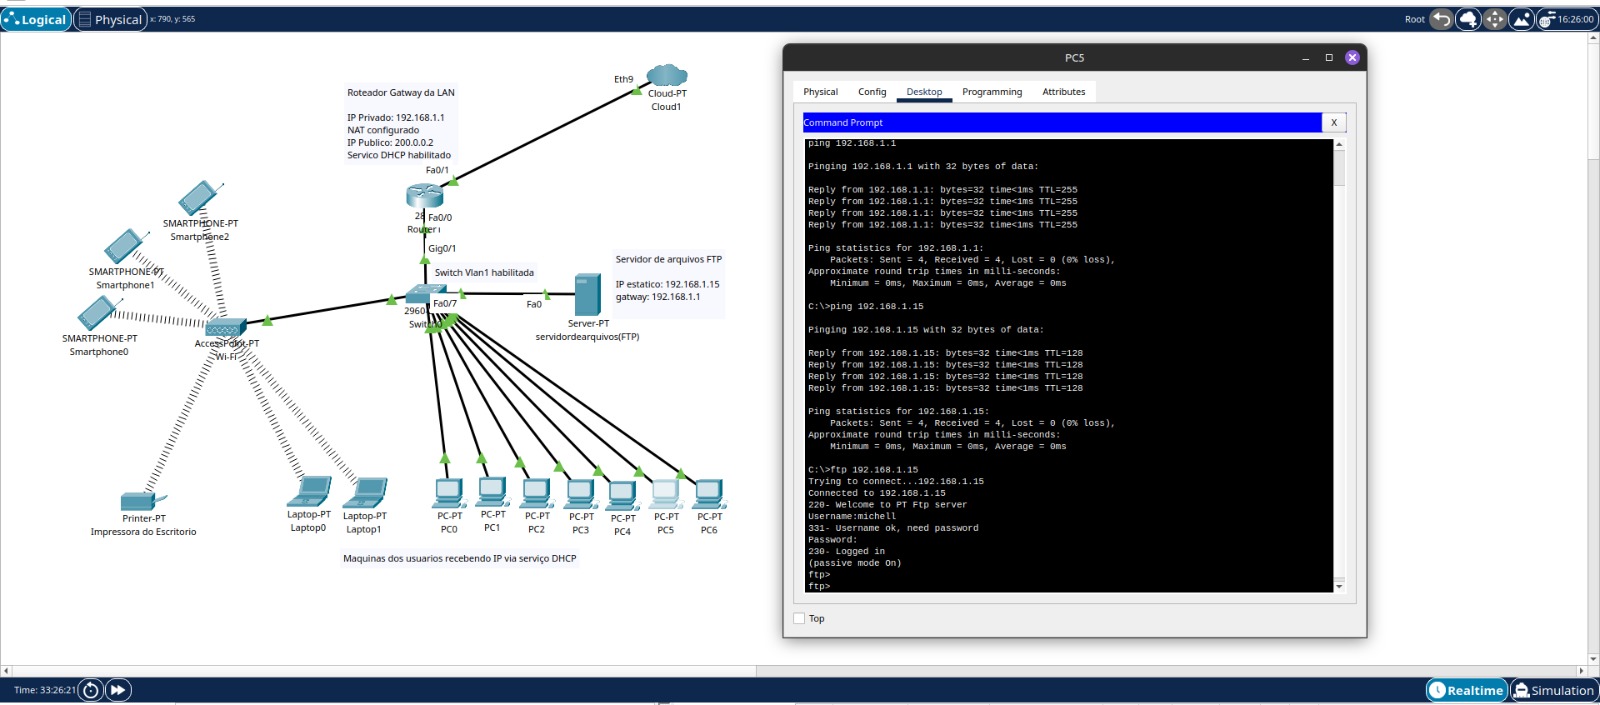 Logical
Physical
x: 790, y: 565
Root
16:26:00
Roteador Gatway da LAN
IP Privado: 192.168.1.1
NAT configurado
IP Publico: 200.0.0.2
Servico DHCP habilitado
Eth9
Cloud-PT
Cloud1
Fa0/1
28
Fa0/0
Router
Gig0/1
SMARTPHONE-PT
Smartphone2
SMARTPHONE-PT
Smartphone1
SMARTPHONE-PT
Smartphone0
AccessPoint-PT
Wi-Fi
Switch Vlan1 habilitada
2960
Fa0/7
Fa0
Server-PT
servidordearquivos(FTP)
Servidor de arquivos FTP
IP estatico: 192.168.1.15
gatway: 192.168.1.1
Printer-PT
Impressora do Escritorio
Laptop-PT
Laptop0
Laptop-PT
Laptop1
PC-PT
PC0
PC-PT
PC1
PC-PT
PC2
PC-PT
PC3
PC-PT
PC4
PC-PT
PC5
PC-PT
PC6
Maquinas dos usuarios recebendo IP via serviço DHCP
PC5
Physical
Config
Desktop
Programming
Attributes
Command Prompt
X
ping 192.168.1.1
Pinging 192.168.1.1 with 32 bytes of data:
Reply from 192.168.1.1: bytes=32 time<1ms TTL=255
Reply from 192.168.1.1: bytes=32 time<1ms TTL=255
Reply from 192.168.1.1: bytes=32 time<1ms TTL=255
Reply from 192.168.1.1: bytes=32 time<1ms TTL=255
Ping statistics for 192.168.1.1:
Packets: Sent = 4, Received = 4, Lost = 0 (0% loss),
Approximate round trip times in milli-seconds:
Minimum = 0ms, Maximum = 0ms, Average = 0ms
C:\>ping 192.168.1.15
Pinging 192.168.1.15 with 32 bytes of data:
Reply from 192.168.1.15: bytes=32 time<1ms TTL=128
Reply from 192.168.1.15: bytes=32 time<1ms TTL=128
Reply from 192.168.1.15: bytes=32 time<1ms TTL=128
Reply from 192.168.1.15: bytes=32 time<1ms TTL=128
Ping statistics for 192.168.1.15:
Packets: Sent = 4, Received = 4, Lost = 0 (0% loss),
Approximate round trip times in milli-seconds:
Minimum = 0ms, Maximum = 0ms, Average = 0ms
C:\>ftp 192.168.1.15
Trying to connect...192.168.1.15
Connected to 192.168.1.15
220- Welcome to PT Ftp server
Username:michell
331- Username ok, need password
Password:
230- Logged in
(passive mode On)
ftp>
ftp>
Top
Time: 33:26:21
Realtime
Simulation